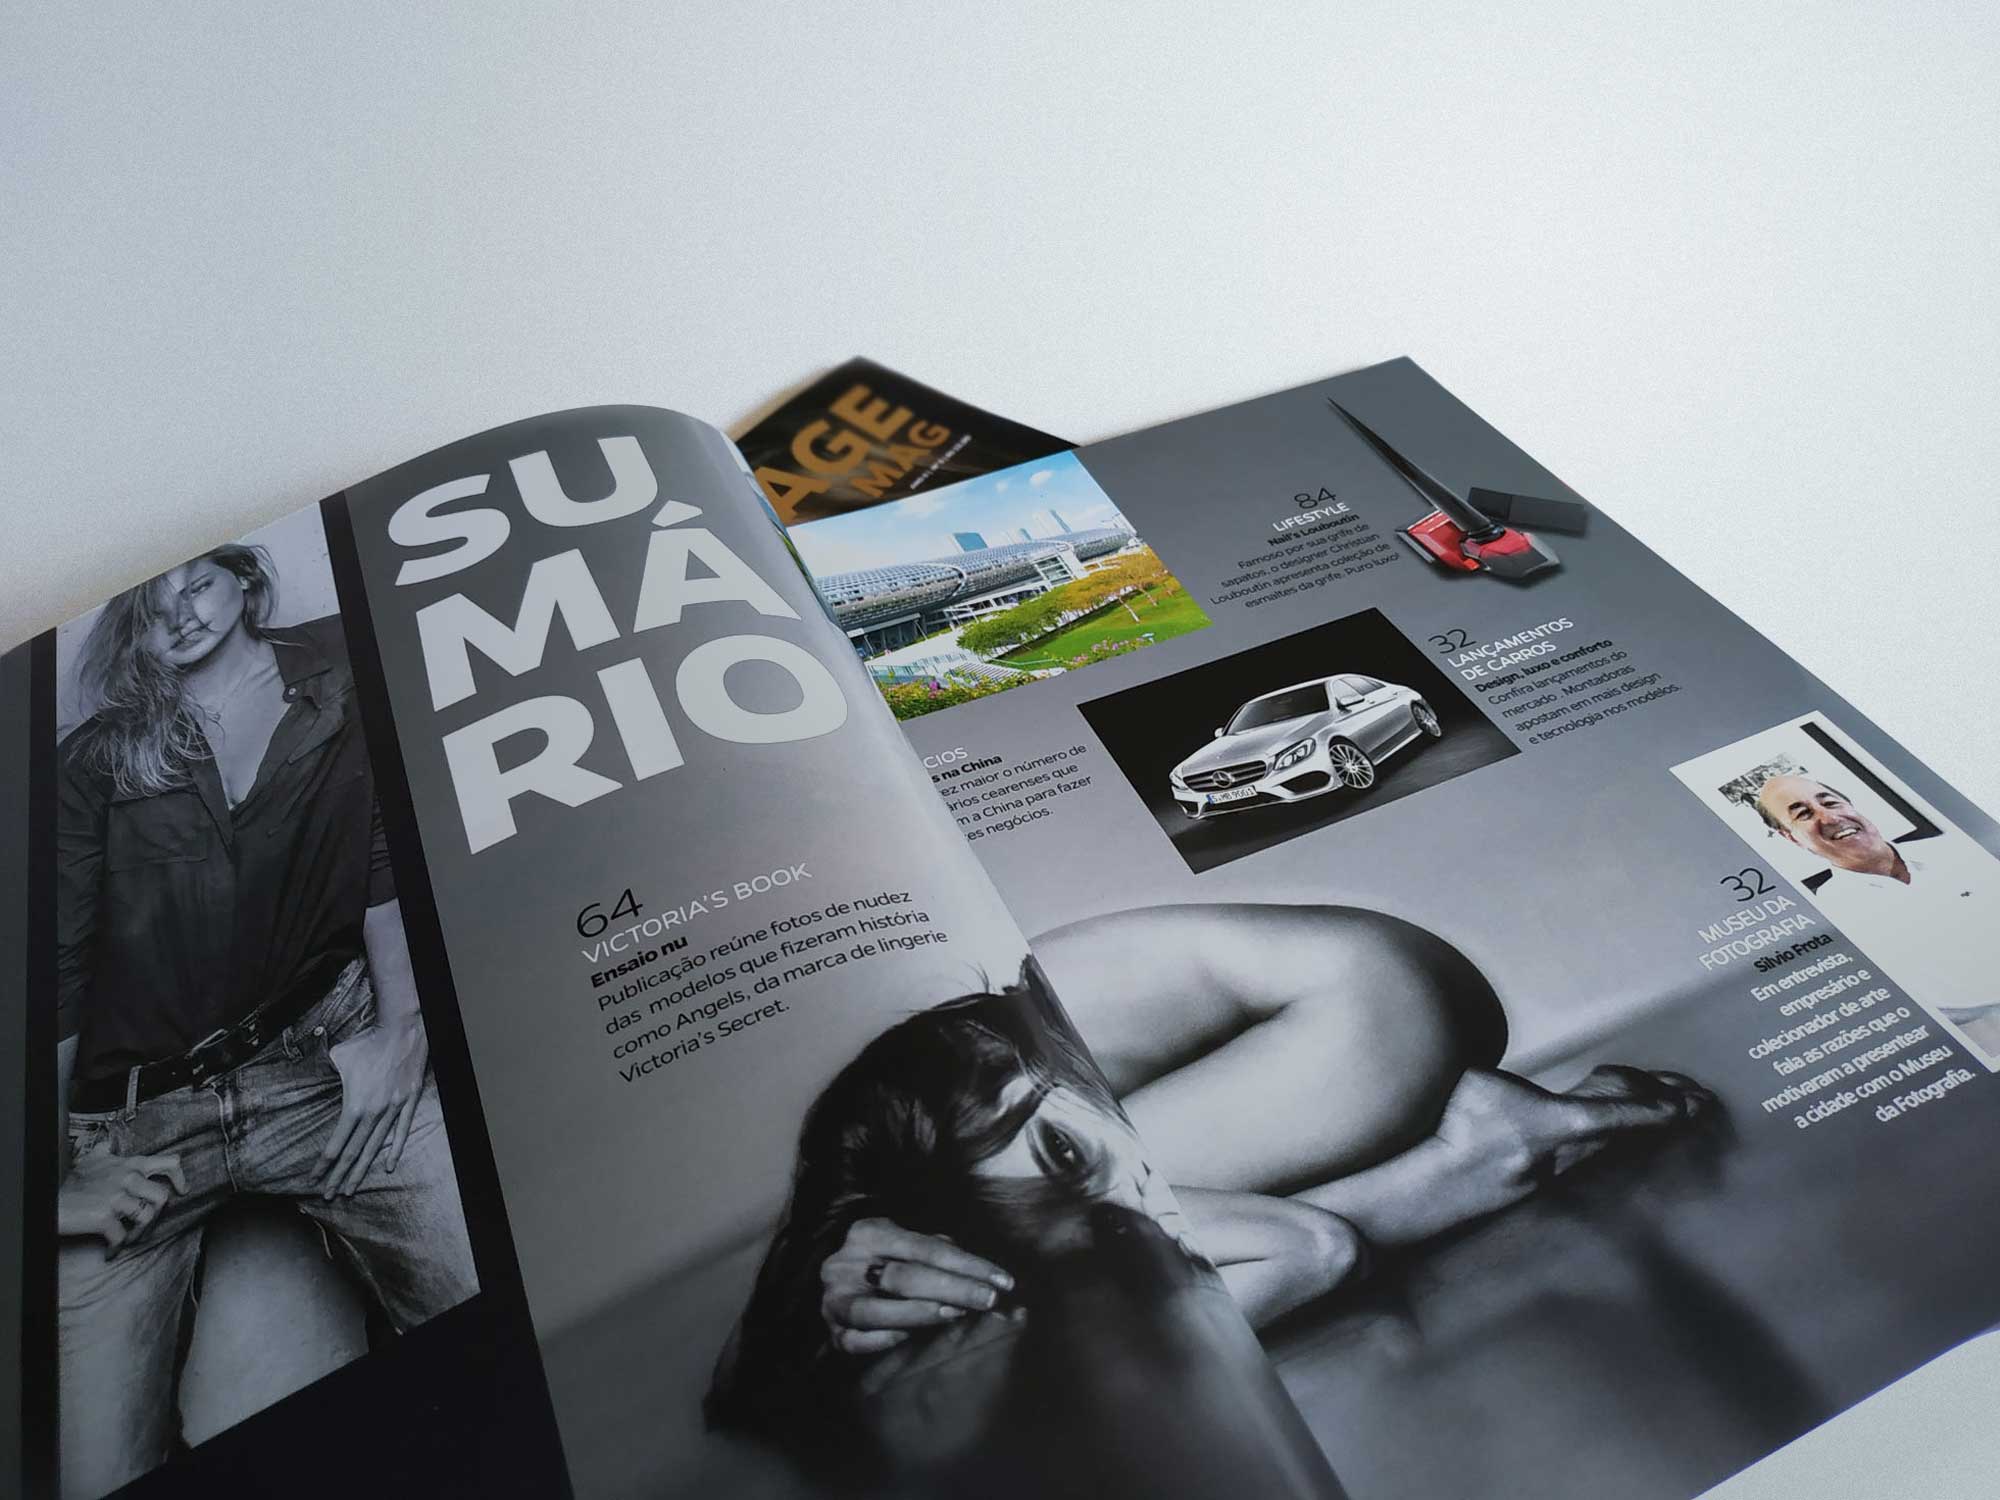 SU
MÁ
RIO
64
VICTORIA'S BOOK
Ensaio nu
Publicação reúne fotos de nudez
das modelos que fizeram história
como Angels, da marca de lingerie
Victoria's Secret.
AGE
MAG
CIOS
s na China
ez maior o número de
ários cearenses que
m a China para fazer
es negócios.
84
LIFESTYLE
Nail's Louboutin
Famoso por sua grife de
sapatos, o designer Christian
Louboutin apresenta coleção de
esmaltes da grife. Puro luxo!
32
LANÇAMENTOS
DE CARROS
Design, luxo e conforto
Confira lançamentos do
mercado . Montadoras
apostam em mais design
e tecnologia nos modelos.
S MB 9001
32
MUSEU DA
FOTOGRAFIA
Silvio Frota
Em entrevista,
empresário e
colecionador de arte
fala as razões que o
motivaram a presentear
a cidade com o Museu
da Fotografia.